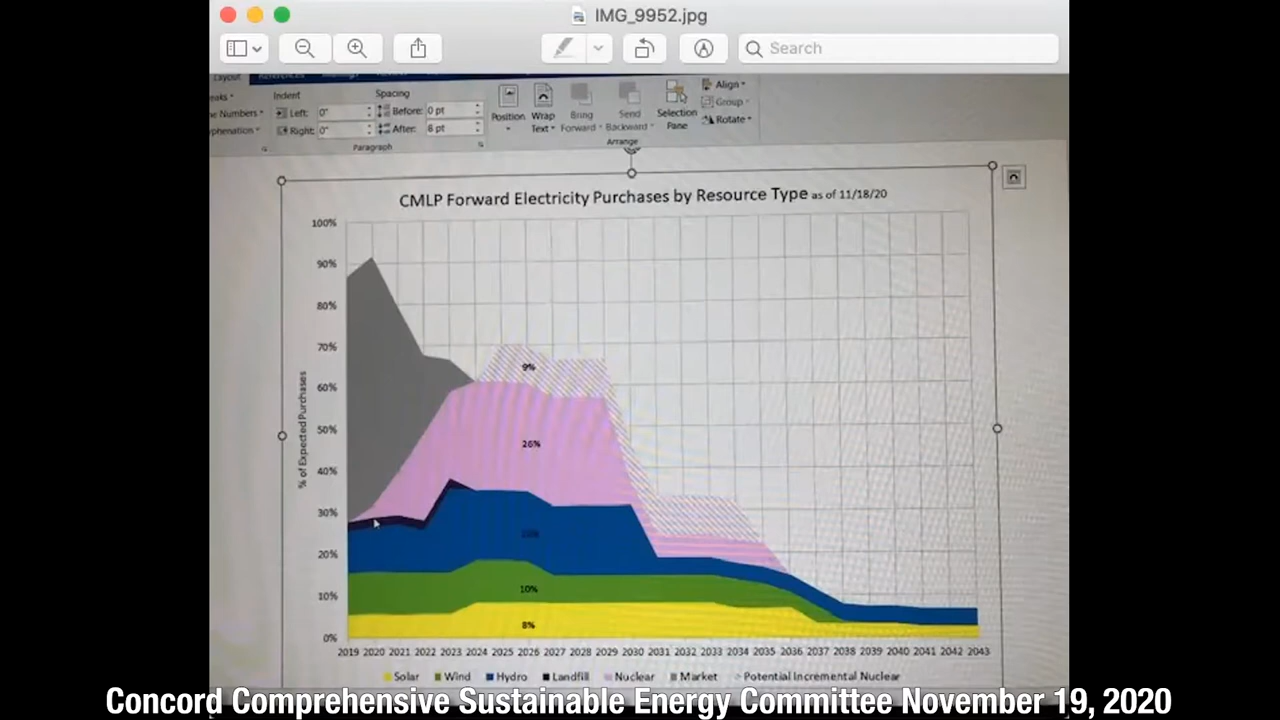 IMG_9952.jpg
Search
Layout
Indent
Spacing
Left: 0"
Before: 0 pt
Right: 0"
After: 8 pt
Paragraph
Position
Wrap Text
Bring Forward
Send Backward
Selection Pane
Align
Group
Rotate
Arrange
CMLP Forward Electricity Purchases by Resource Type as of 11/18/20
% of Expected Purchases
100%
90%
80%
70%
60%
50%
40%
30%
20%
10%
0%
9%
26%
10%
8%
2019 2020 2021 2022 2023 2024 2025 2026 2027 2028 2029 2030 2031 2032 2033 2034 2035 2036 2037 2038 2039 2040 2041 2042 2043
Solar Wind Hydro Landfill Nuclear Market Potential Incremental Nuclear
Concord Comprehensive Sustainable Energy Committee November 19, 2020